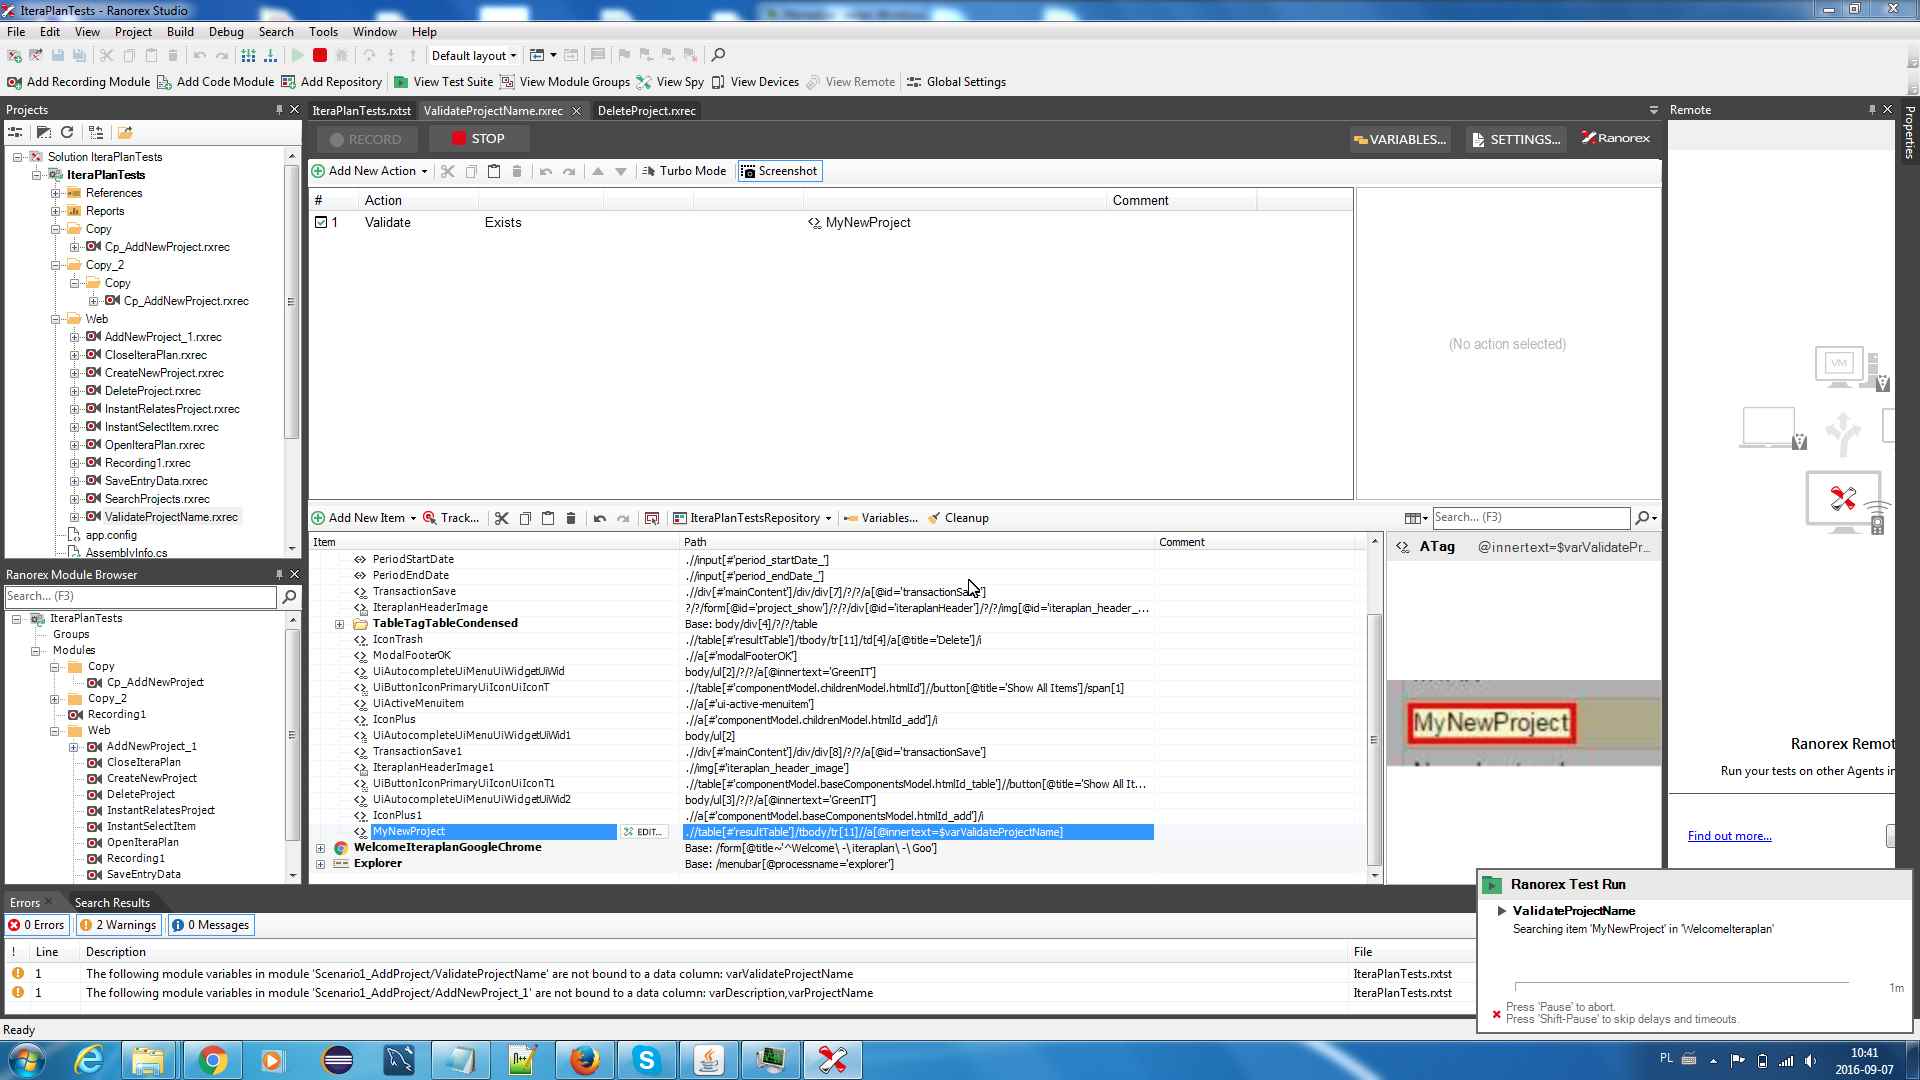 IteraPlanTests - Ranorex Studio
File Edit View Project Build Debug Search Tools Window Help
Default layout
Add Recording Module Add Code Module Add Repository View Test Suite View Module Groups View Spy View Devices View Remote Global Settings
Projects
Solution IteraPlanTests
IteraPlanTests
References
Reports
Copy
Cp_AddNewProject.rxrec
Copy_2
Copy
Cp_AddNewProject.rxrec
Web
AddNewProject_1.rxrec
CloseIteraPlan.rxrec
CreateNewProject.rxrec
DeleteProject.rxrec
InstantRelatesProject.rxrec
InstantSelectItem.rxrec
OpenIteraPlan.rxrec
Recording1.rxrec
SaveEntryData.rxrec
SearchProjects.rxrec
ValidateProjectName.rxrec
app.config
AssemblyInfo.cs
Ranorex Module Browser
Search... (F3)
IteraPlanTests
Groups
Modules
Copy
Cp_AddNewProject
Copy_2
Recording1
Web
AddNewProject_1
CloseIteraPlan
CreateNewProject
DeleteProject
InstantRelatesProject
InstantSelectItem
OpenIteraPlan
Recording1
SaveEntryData
IteraPlanTests.rxtst ValidateProjectName.rxrec DeleteProject.rxrec
RECORD STOP VARIABLES... SETTINGS... Ranorex
Add New Action Turbo Mode Screenshot
# Action Comment
1 Validate Exists MyNewProject
(No action selected)
Add New Item Track... IteraPlanTestsRepository Variables... Cleanup Search... (F3)
Item Path Comment
PeriodStartDate .//input[#'period_startDate_']
PeriodEndDate .//input[#'period_endDate_']
TransactionSave .//div[#'mainContent']/div/div[7]/?/?/a[@id='transactionSave']
IteraplanHeaderImage ?/?/form[@id='project_show']/?/?/div[@id='iteraplanHeader']/?/?/img[@id='iteraplan_header_...
TableTagTableCondensed Base: body/div[4]/?/?/table
IconTrash .//table[#'resultTable']/tbody/tr[11]/td[4]/a[@title='Delete']/i
ModalFooterOK .//a[#'modalFooterOK']
UiAutocompleteUiMenuUiWidgetUiWid body/ul[2]/?/?/a[@innertext='GreenIT']
UiButtonIconPrimaryUiIconUiIconT .//table[#'componentModel.childrenModel.htmlId']//button[@title='Show All Items']/span[1]
UiActiveMenuitem .//a[#'ui-active-menuitem']
IconPlus .//a[#'componentModel.childrenModel.htmlId_add']/i
UiAutocompleteUiMenuUiWidgetUiWid1 body/ul[2]
TransactionSave1 .//div[#'mainContent']/div/div[8]/?/?/a[@id='transactionSave']
IteraplanHeaderImage1 .//img[#'iteraplan_header_image']
UiButtonIconPrimaryUiIconUiIconT1 .//table[#'componentModel.baseComponentsModel.htmlId_table']//button[@title='Show All It...
UiAutocompleteUiMenuUiWidgetUiWid2 body/ul[3]/?/?/a[@innertext='GreenIT']
IconPlus1 .//a[#'componentModel.baseComponentsModel.htmlId_add']/i
MyNewProject EDIT... .//table[#'resultTable']/tbody/tr[11]//a[@innertext=$varValidateProjectName]
WelcomeIteraplanGoogleChrome Base: /form[@title~'^Welcome\ -\ iteraplan\ -\ Goo']
Explorer Base: /menubar[@processname='explorer']
ATag @innertext=$varValidatePr...
MyNewProject
Remote
Properties
VM
Ranorex Remot
Run your tests on other Agents in
Find out more...
Errors Search Results
0 Errors 2 Warnings 0 Messages
! Line Description File
1 The following module variables in module 'Scenario1_AddProject/ValidateProjectName' are not bound to a data column: varValidateProjectName IteraPlanTests.rxtst
1 The following module variables in module 'Scenario1_AddProject/AddNewProject_1' are not bound to a data column: varDescription,varProjectName IteraPlanTests.rxtst
Ranorex Test Run
ValidateProjectName
Searching item 'MyNewProject' in 'WelcomeIteraplan'
1m
Press 'Pause' to abort.
Press 'Shift-Pause' to skip delays and timeouts.
Ready
PL
10:41
2016-09-07